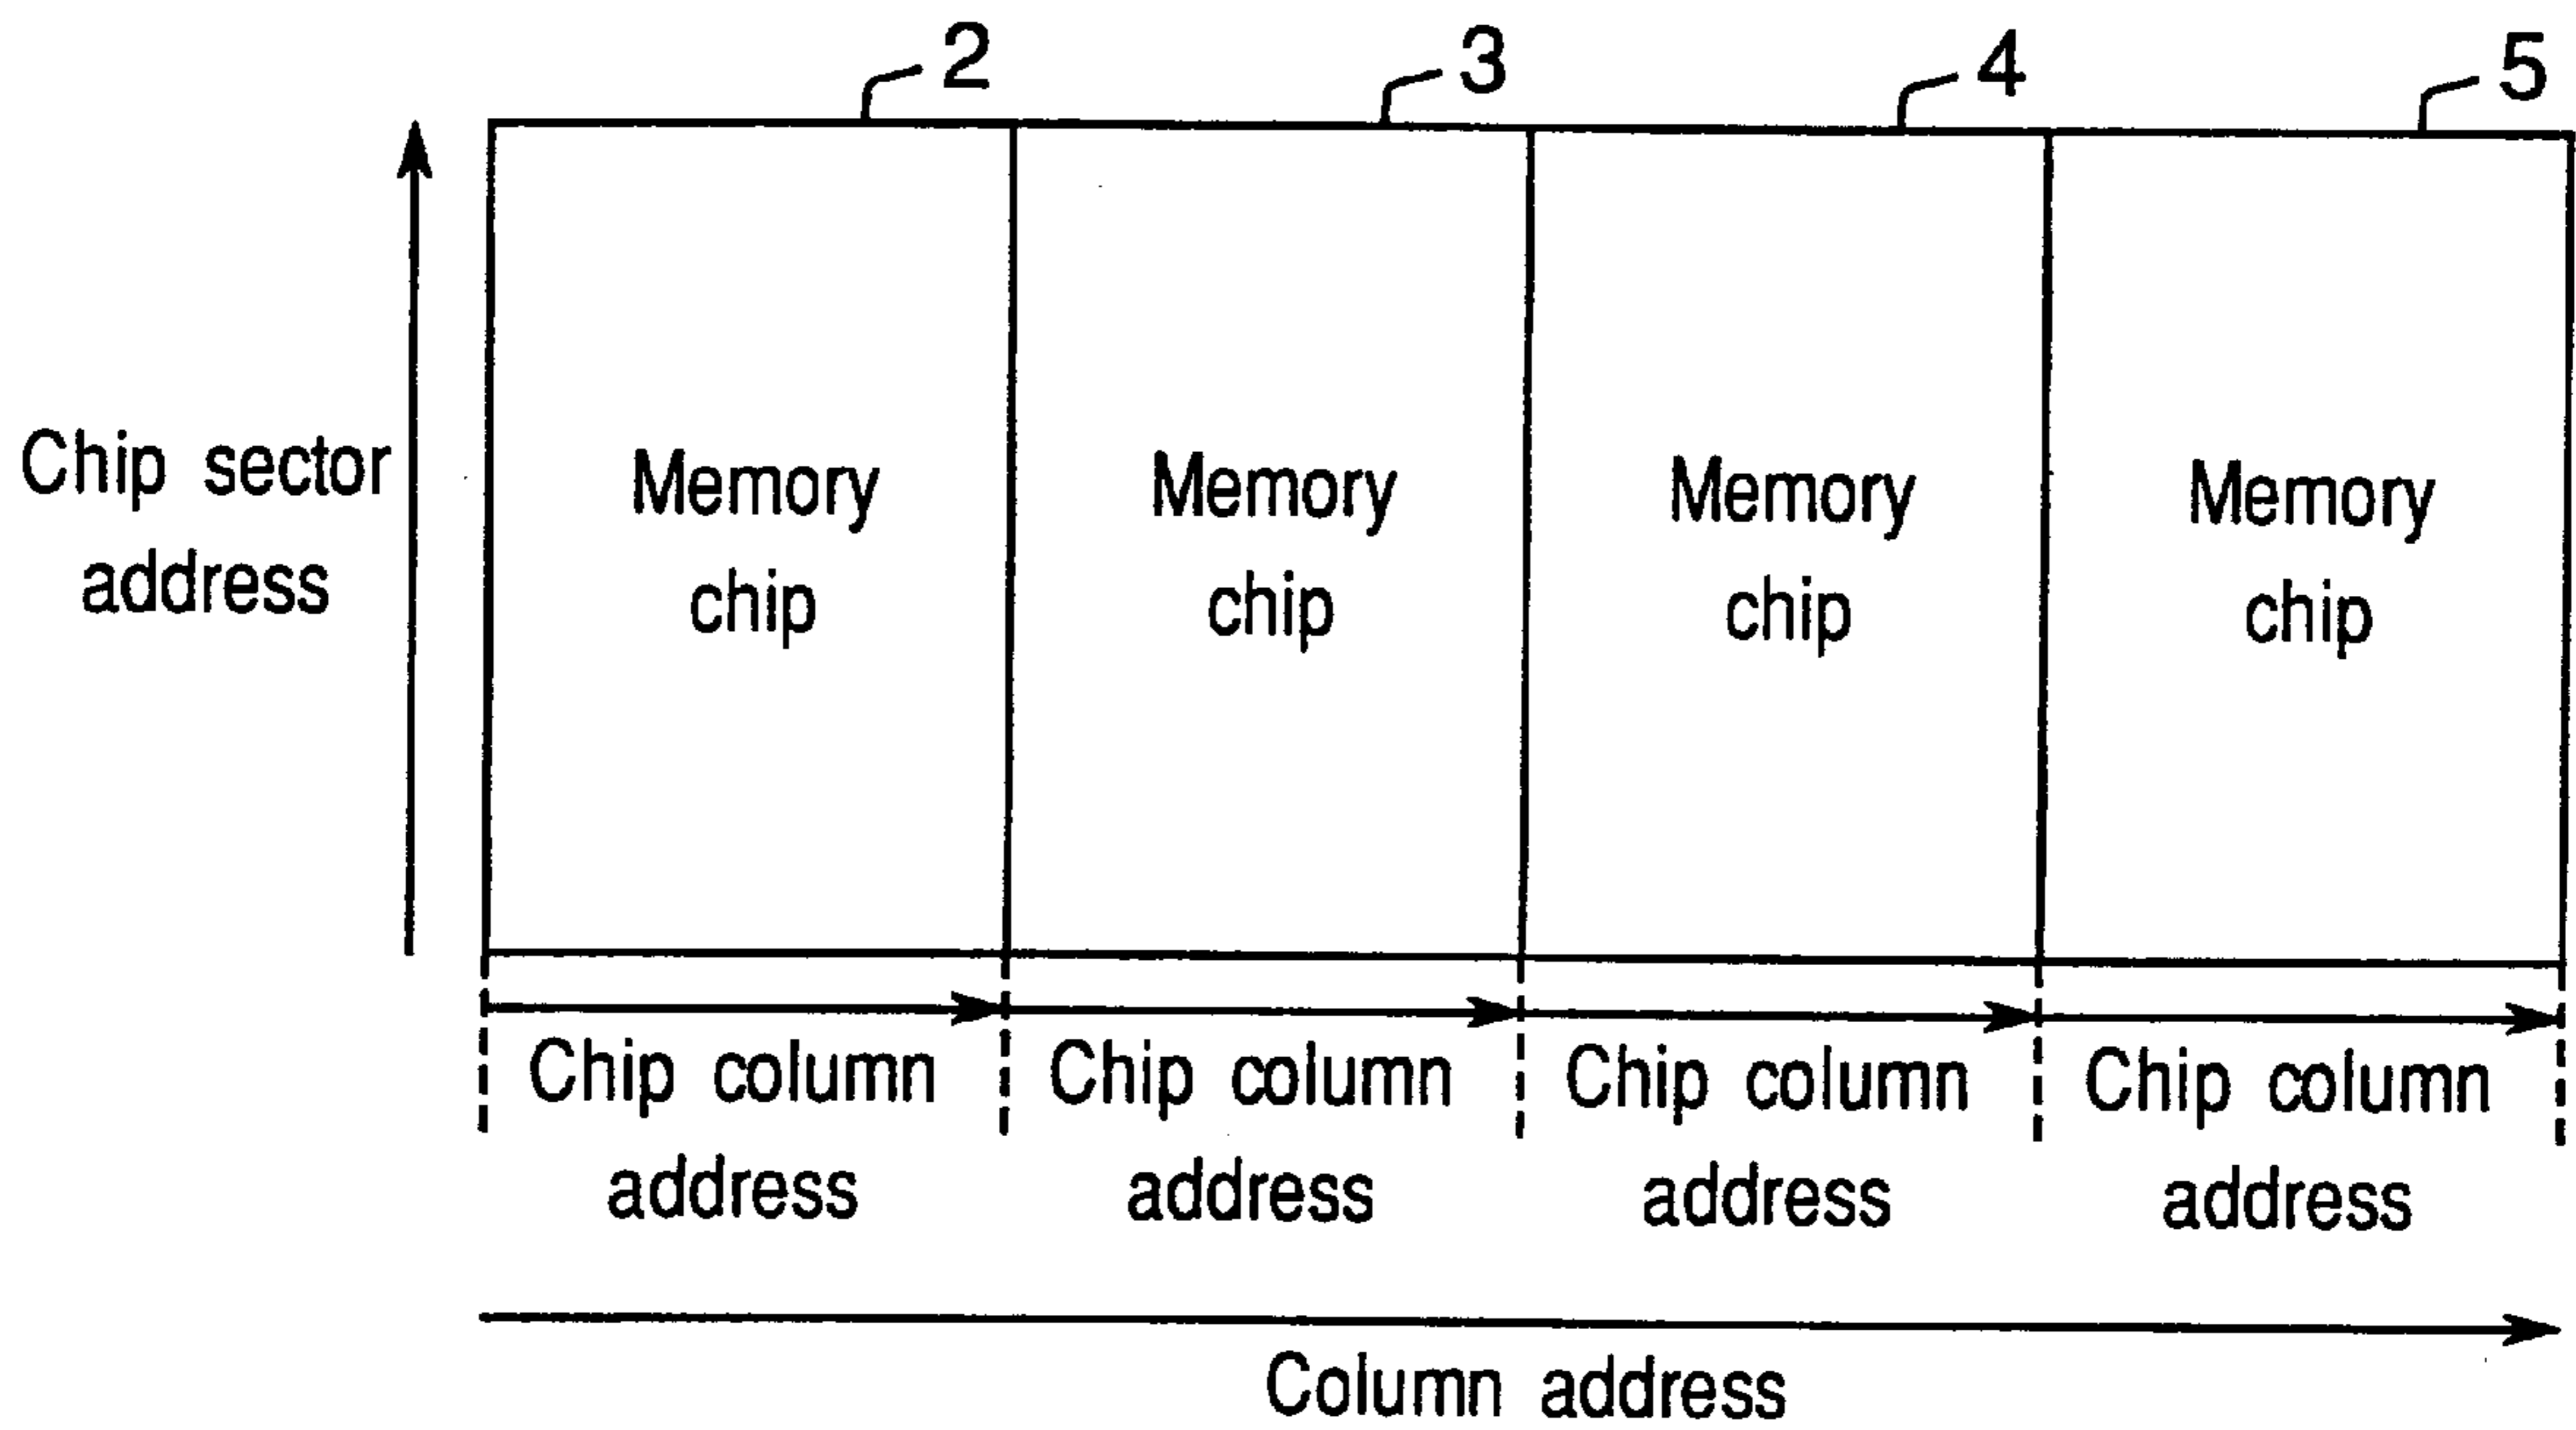 2 3 4 5
Chip sector
address
Memory
chip
Memory
chip
Memory
chip
Memory
chip
Chip column
address
Chip column
address
Chip column
address
Chip column
address
Column address